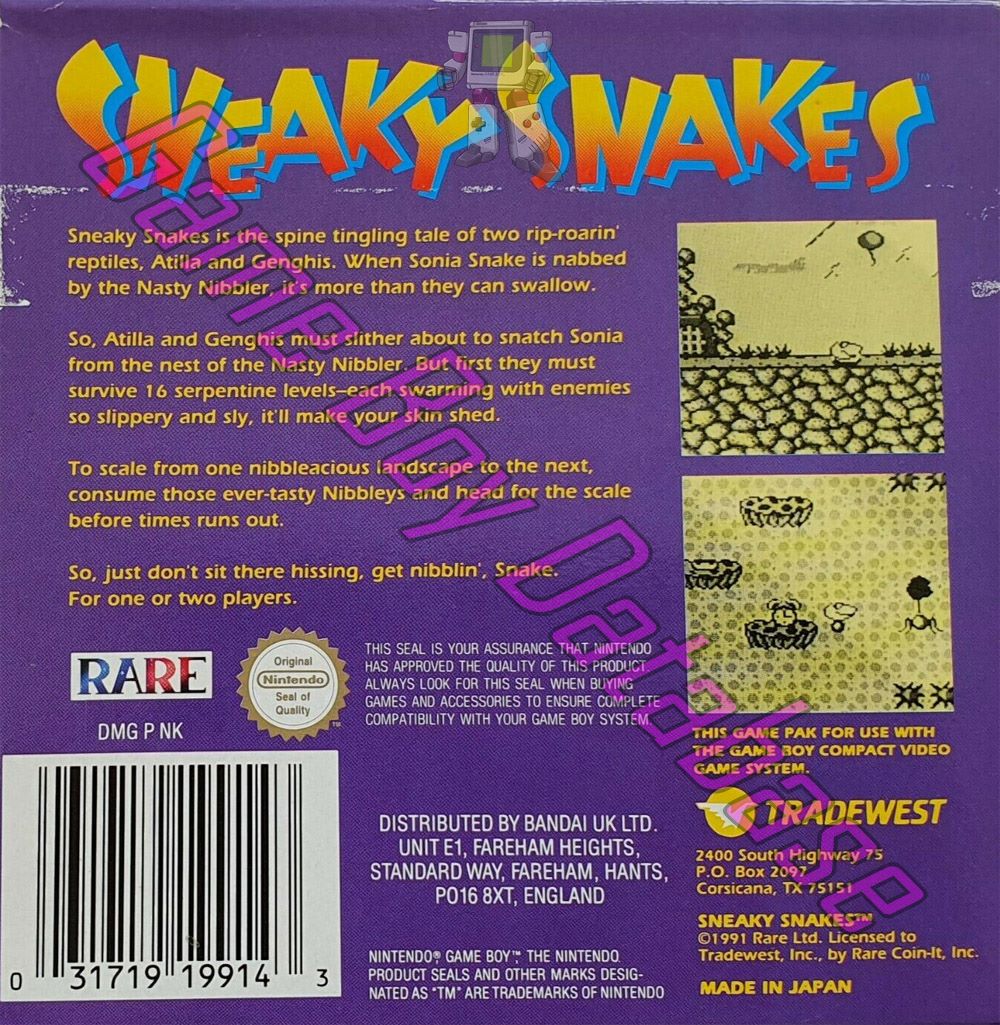 SNEAKY SNAKES™
Sneaky Snakes is the spine tingling tale of two rip-roarin'
reptiles, Atilla and Genghis. When Sonia Snake is nabbed
by the Nasty Nibbler, it's more than they can swallow.
So, Atilla and Genghis must slither about to snatch Sonia
from the nest of the Nasty Nibbler. But first they must
survive 16 serpentine levels—each swarming with enemies
so slippery and sly, it'll make your skin shed.
To scale from one nibbleacious landscape to the next,
consume those ever-tasty Nibbleys and head for the scale
before times runs out.
So, just don't sit there hissing, get nibblin', Snake.
For one or two players.
RARE
DMG P NK
Original
Nintendo
Seal of
Quality
TM
THIS SEAL IS YOUR ASSURANCE THAT NINTENDO
HAS APPROVED THE QUALITY OF THIS PRODUCT.
ALWAYS LOOK FOR THIS SEAL WHEN BUYING
GAMES AND ACCESSORIES TO ENSURE COMPLETE
COMPATIBILITY WITH YOUR GAME BOY SYSTEM.
THIS GAME PAK FOR USE WITH
THE GAME BOY COMPACT VIDEO
GAME SYSTEM.
TRADEWEST
2400 South Highway 75
P.O. Box 2097
Corsicana, TX 75151
SNEAKY SNAKES™
©1991 Rare Ltd. Licensed to
Tradewest, Inc., by Rare Coin-It, Inc.
MADE IN JAPAN
DISTRIBUTED BY BANDAI UK LTD.
UNIT E1, FAREHAM HEIGHTS,
STANDARD WAY, FAREHAM, HANTS,
PO16 8XT, ENGLAND
NINTENDO® GAME BOY™ THE NINTENDO
PRODUCT SEALS AND OTHER MARKS DESIG-
NATED AS "TM" ARE TRADEMARKS OF NINTENDO
0 31719 19914 3
GameBoy Database